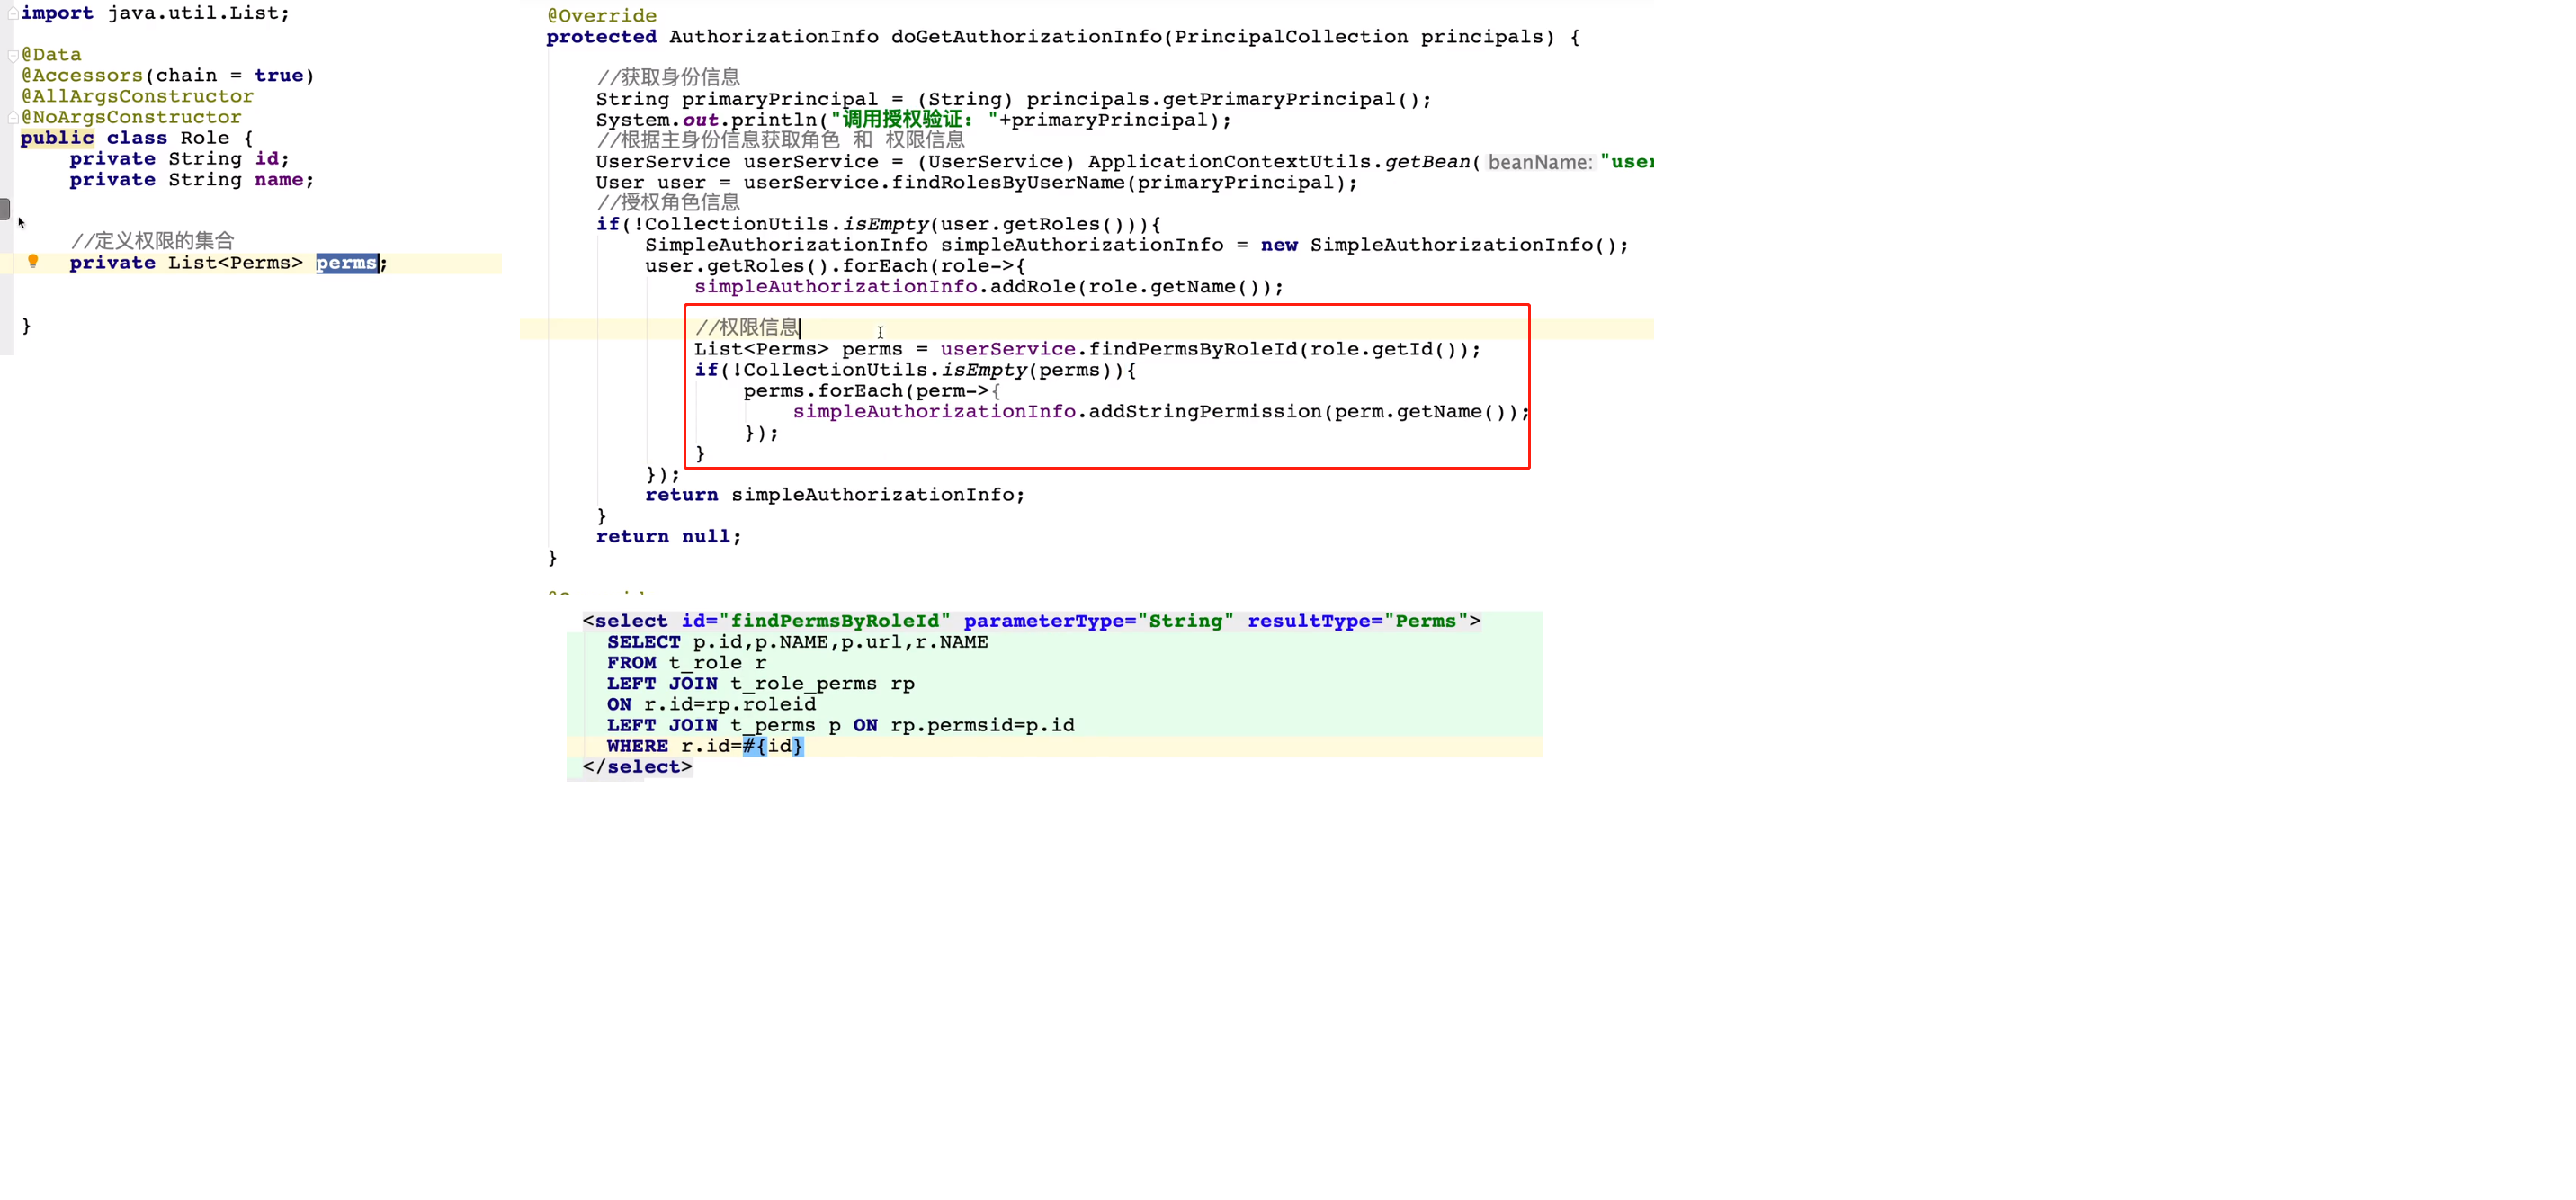 import java.util.List;
@Data
@Accessors(chain = true)
@AllArgsConstructor
@NoArgsConstructor
public class Role {
    private String id;
    private String name;
    //定义权限的集合
    private List<Perms> perms;
}
@Override
protected AuthorizationInfo doGetAuthorizationInfo(PrincipalCollection principals) {
    //获取身份信息
    String primaryPrincipal = (String) principals.getPrimaryPrincipal();
    System.out.println("调用授权验证: "+primaryPrincipal);
    //根据主身份信息获取角色 和 权限信息
    UserService userService = (UserService) ApplicationContextUtils.getBean( beanName: "user
    User user = userService.findRolesByUserName(primaryPrincipal);
    //授权角色信息
    if(!CollectionUtils.isEmpty(user.getRoles())){
        SimpleAuthorizationInfo simpleAuthorizationInfo = new SimpleAuthorizationInfo();
        user.getRoles().forEach(role->{
            simpleAuthorizationInfo.addRole(role.getName());
            //权限信息
            List<Perms> perms = userService.findPermsByRoleId(role.getId());
            if(!CollectionUtils.isEmpty(perms)){
                perms.forEach(perm->{
                    simpleAuthorizationInfo.addStringPermission(perm.getName());
                });
            }
        });
        return simpleAuthorizationInfo;
    }
    return null;
}
<select id="findPermsByRoleId" parameterType="String" resultType="Perms">
  SELECT p.id,p.NAME,p.url,r.NAME
  FROM t_role r
  LEFT JOIN t_role_perms rp
  ON r.id=rp.roleid
  LEFT JOIN t_perms p ON rp.permsid=p.id
  WHERE r.id=#{id}
</select>